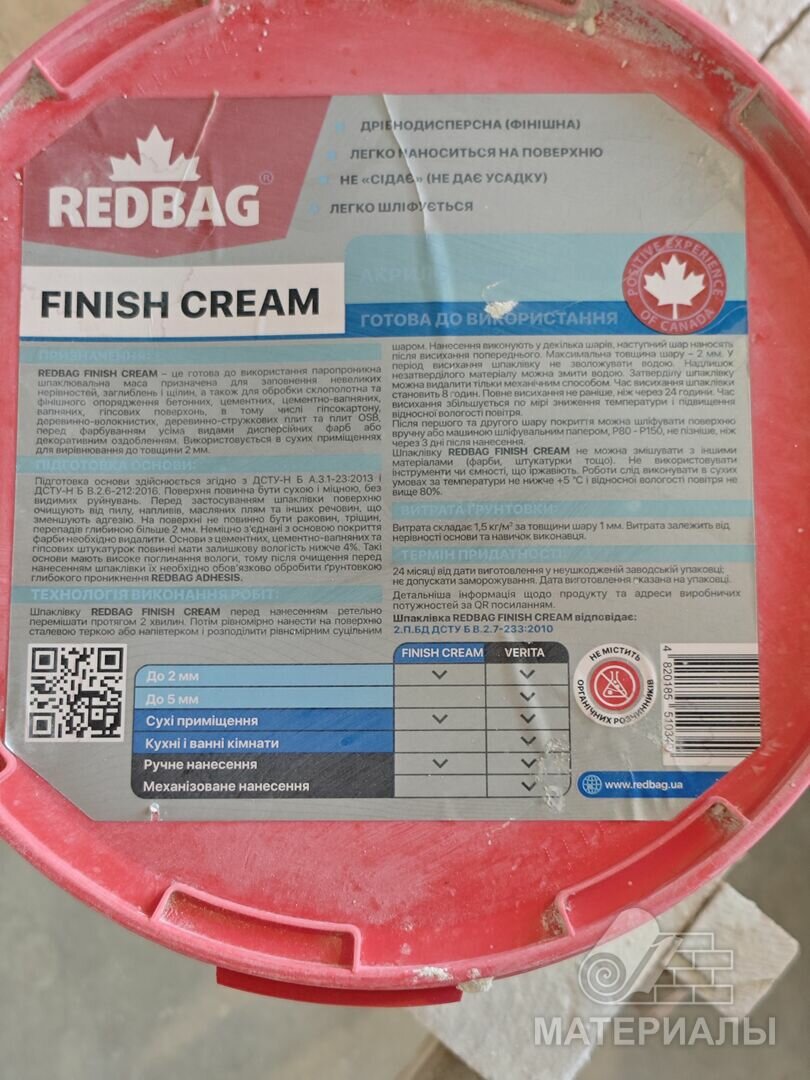 REDBAG®
ДРІБНОДИСПЕРСНА (ФІНІШНА)
ЛЕГКО НАНОСИТЬСЯ НА ПОВЕРХНЮ
НЕ «СІДАЄ» (НЕ ДАЄ УСАДКУ)
ЛЕГКО ШЛІФУЄТЬСЯ
FINISH CREAM
ГОТОВА ДО ВИКОРИСТАННЯ
POSITIVE EXPERIENCE
OF CANADA
ПРИЗНАЧЕННЯ:
REDBAG FINISH CREAM – це готова до використання паропроникна
шпаклювальна маса призначена для заповнення невеликих
нерівностей, заглиблень і щілин, а також для обробки склополотна та
фінішного опорядження бетонних, цементних, цементно-вапняних,
вапняних, гіпсових поверхонь, в тому числі гіпсокартону,
деревинно-волокнистих, деревинно-стружкових плит та плит OSB,
перед фарбуванням усіма видами дисперсійних фарб або
декоративним оздобленням. Використовується в сухих приміщеннях
для вирівнювання до товщини 2 мм.
ПІДГОТОВКА ОСНОВИ:
Підготовка основи здійснюється згідно з ДСТУ-Н Б А.3.1-23:2013 і
ДСТУ-Н Б В.2.6-212:2016. Поверхня повинна бути сухою і міцною, без
видимих руйнувань. Перед застосуванням шпаклівки поверхню
очищують від пилу, напливів, масляних плям та інших речовин, що
зменшують адгезію. На поверхні не повинно бути раковин, тріщин,
перепадів глибиною більше 2 мм. Неміцно з'єднані з основою покриття
фарби необхідно видалити. Основи з цементних, цементно-вапняних та
гіпсових штукатурок повинні мати залишкову вологість нижче 4%. Такі
основи мають високе поглинання вологи, тому після очищення перед
нанесенням шпаклівки їх необхідно обов'язково обробити ґрунтовкою
глибокого проникнення REDBAG ADHESIS.
ТЕХНОЛОГІЯ ВИКОНАННЯ РОБІТ:
Шпаклівку REDBAG FINISH CREAM перед нанесенням ретельно
перемішати протягом 2 хвилин. Потім рівномірно нанести на поверхню
сталевою теркою або напівтерком і розподілити рівномірним суцільним
шаром. Нанесення виконують у декілька шарів, наступний шар наносять
після висихання попереднього. Максимальна товщина шару – 2 мм. У
період висихання шпаклівку не зволожувати водою. Надлишок
незатверділого матеріалу можна змити водою. Затверділу шпаклівку
можна видалити тільки механічним способом. Час висихання шпаклівки
становить 8 годин. Повне висихання не раніше, ніж через 24 години. Час
висихання збільшується по мірі зниження температури і підвищення
відносної вологості повітря.
Після першого та другого шару покриття можна шліфувати поверхню
вручну або машиною шліфувальним папером, P80 - P150, не пізніше, ніж
через 3 дні після нанесення.
Шпаклівку REDBAG FINISH CREAM не можна змішувати з іншими
матеріалами (фарби, штукатурки тощо). Не використовувати
інструменти чи ємності, що іржавіють. Роботи слід виконувати в сухих
умовах за температури не нижче +5 °С і відносної вологості повітря не
вище 80%.
ВИТРАТА ҐРУНТОВКИ:
Витрата складає 1,5 кг/м² за товщини шару 1 мм. Витрата залежить від
нерівності основи та навичок виконавця.
ТЕРМІН ПРИДАТНОСТІ:
24 місяці від дати виготовлення у неушкодженій заводській упаковці;
не допускати заморожування. Дата виготовлення вказана на упаковці.
Детальніша інформація щодо продукту та адреси виробничих
потужностей за QR посиланням.
Шпаклівка REDBAG FINISH CREAM відповідає:
2.П.БД ДСТУ Б В.2.7-233:2010
FINISH CREAM VERITA
До 2 мм
До 5 мм
Сухі приміщення
Кухні і ванні кімнати
Ручне нанесення
Механізоване нанесення
НЕ МІСТИТЬ
ОРГАНІЧНИХ РОЗЧИННИКІВ
4 820185 51034
www.redbag.ua
МАТЕРИАЛЫ